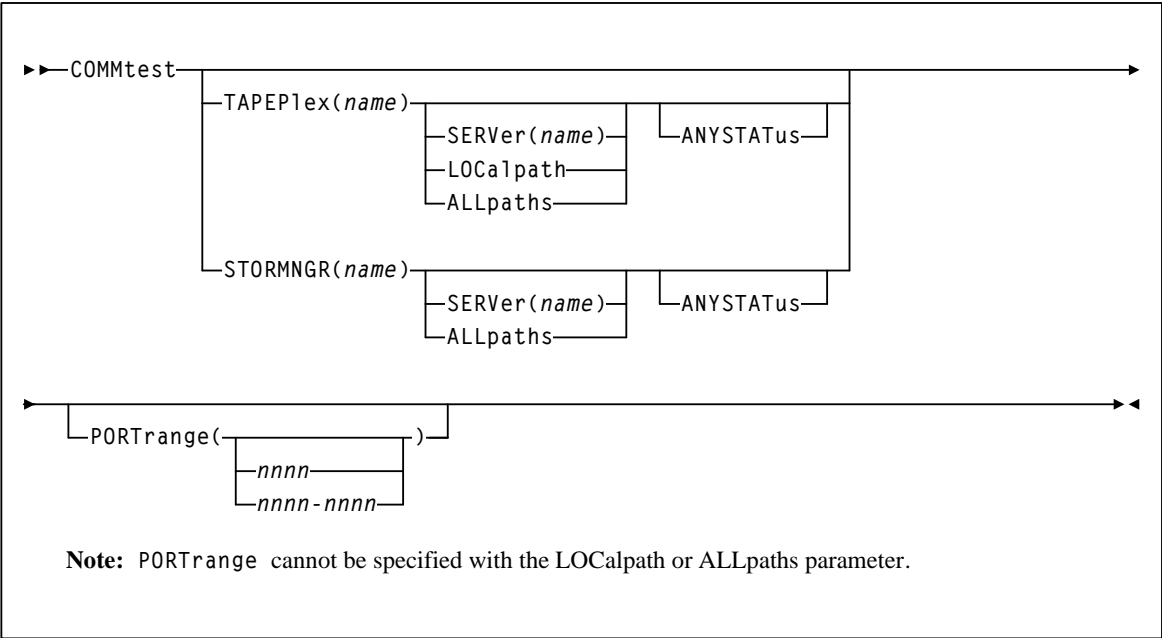 COMMtest
TAPEPlex(name)
SERVer(name)
ANYSTATus
LOCalpath
ALLpaths
STORMNGR(name)
SERVer(name)
ANYSTATus
ALLpaths
PORTrange( )
nnnn
nnnn-nnnn
Note: PORTrange cannot be specified with the LOCalpath or ALLpaths parameter.